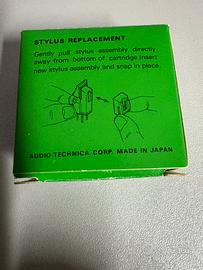 STYLUS REPLACEMENT
Gently pull stylus assembly directly
away from bottom of cartridge insert
new stylus assembly and snap in place.
AUDIO-TECHNICA CORP. MADE IN JAPAN